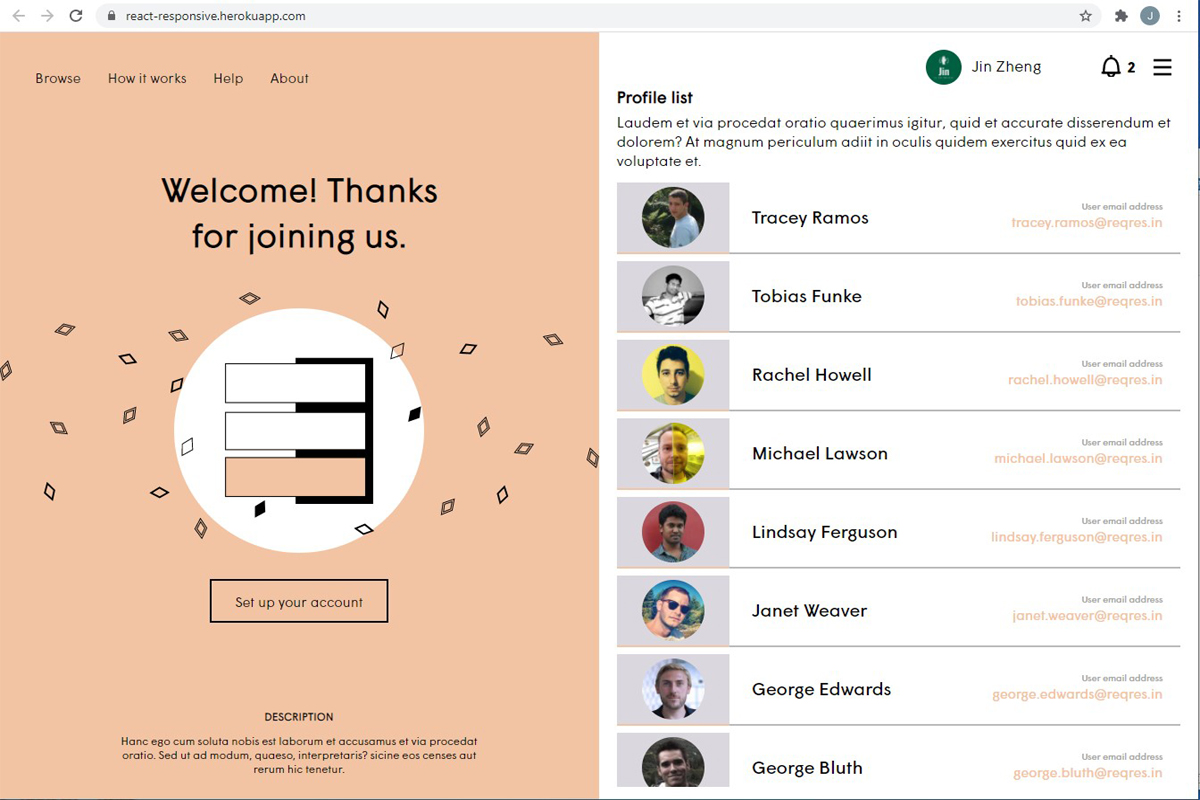 react-responsive.herokuapp.com
J
Browse How it works Help About
Welcome! Thanks
for joining us.
Set up your account
DESCRIPTION
Hanc ego cum soluta nobis est laborum et accusamus et via procedat
oratio. Sed ut ad modum, quaeso, interpretaris? sicine eos censes aut
rerum hic tenetur.
Jin
Jin Zheng
2
Profile list
Laudem et via procedat oratio quaerimus igitur, quid et accurate disserendum et
dolorem? At magnum periculum adiit in oculis quidem exercitus quid ex ea
voluptate et.
Tracey Ramos
User email address
tracey.ramos@reqres.in
Tobias Funke
User email address
tobias.funke@reqres.in
Rachel Howell
User email address
rachel.howell@reqres.in
Michael Lawson
User email address
michael.lawson@reqres.in
Lindsay Ferguson
User email address
lindsay.ferguson@reqres.in
Janet Weaver
User email address
janet.weaver@reqres.in
George Edwards
User email address
george.edwards@reqres.in
George Bluth
User email address
george.bluth@reqres.in